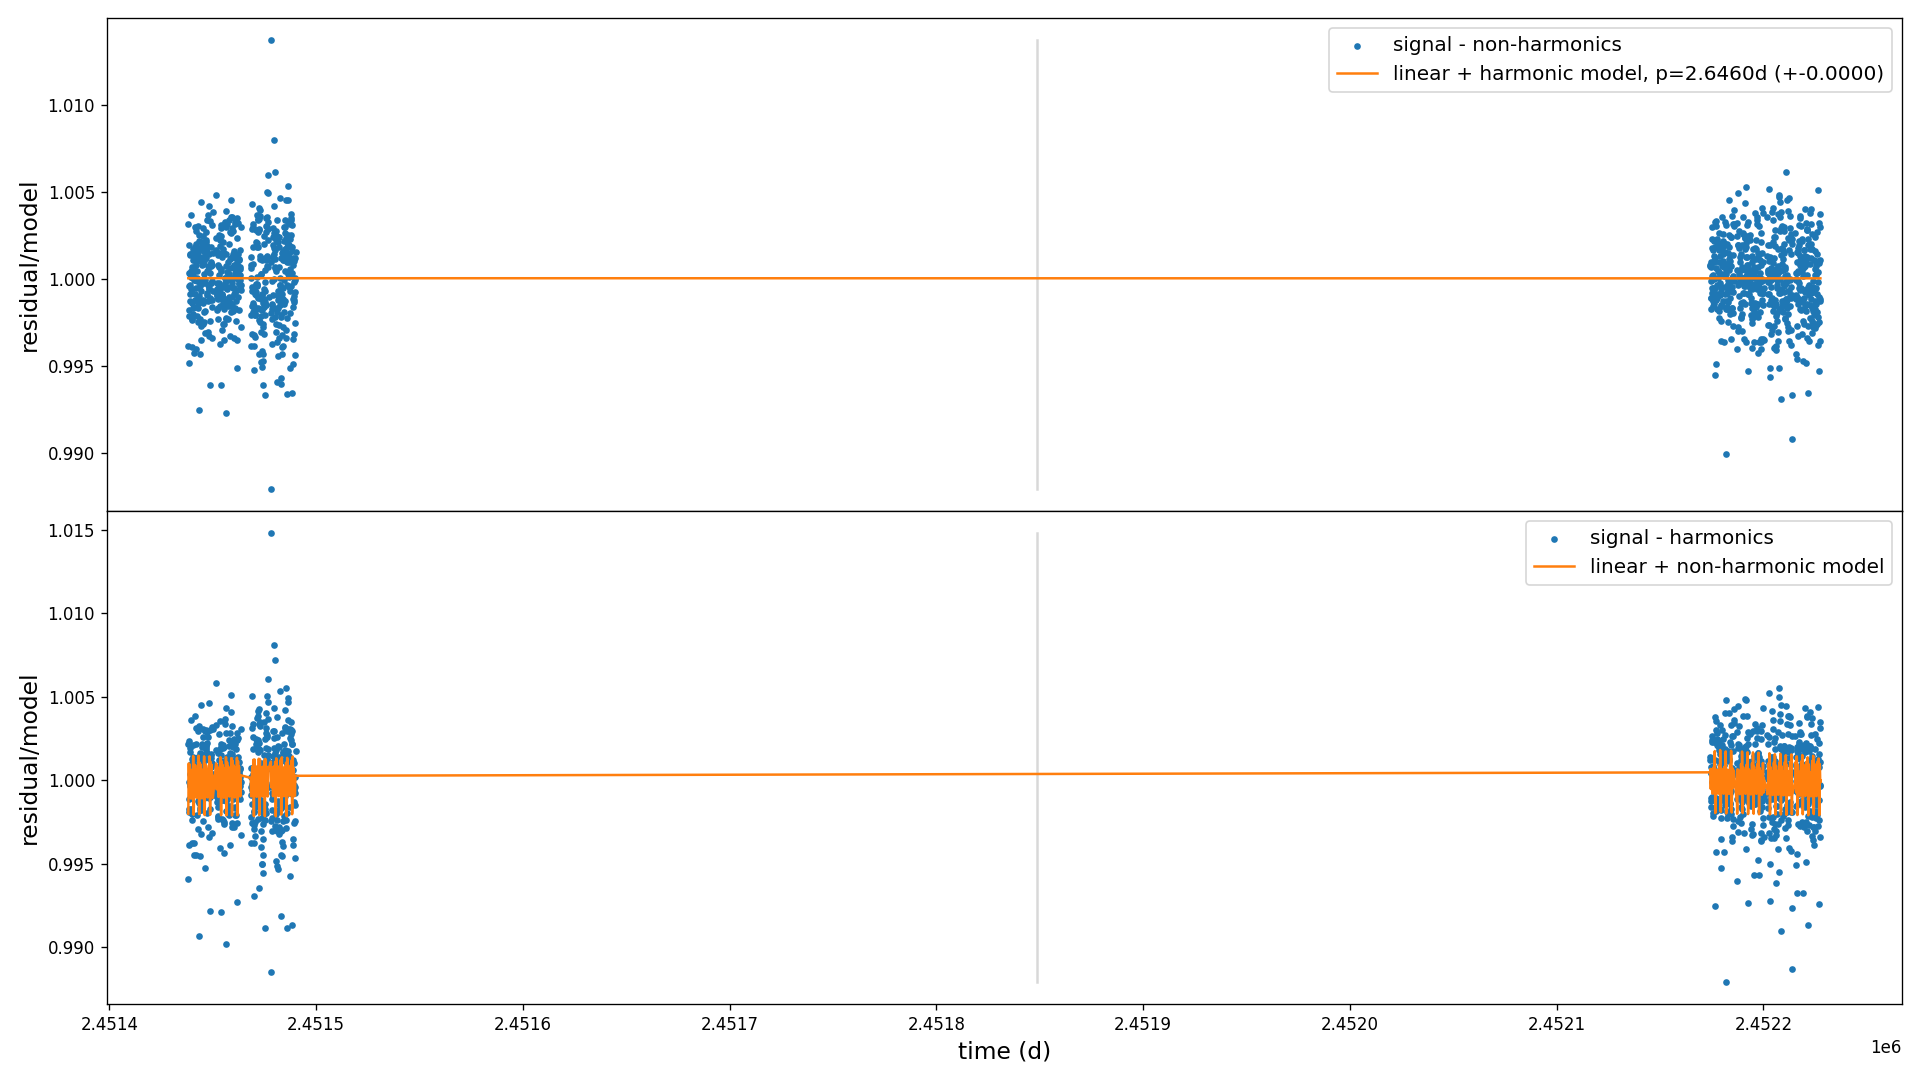 signal - non-harmonics
linear + harmonic model, p=2.6460d (+-0.0000)
1.010
1.005
1.000
0.995
0.990
residual/model
signal - harmonics
linear + non-harmonic model
1.015
1.010
1.005
1.000
0.995
0.990
residual/model
2.4514 2.4515 2.4516 2.4517 2.4518 2.4519 2.4520 2.4521 2.4522
1e6
time (d)